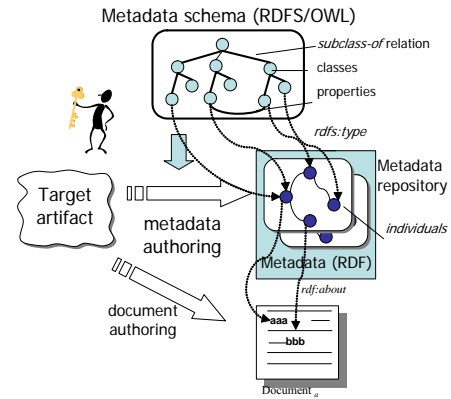 Metadata schema (RDFS/OWL)
subclass-of relation
classes
properties
rdfs:type
Metadata
repository
Target
artifact
metadata
authoring
individuals
Metadata (RDF)
rdf:about
document
authoring
aaa
bbb
Document a